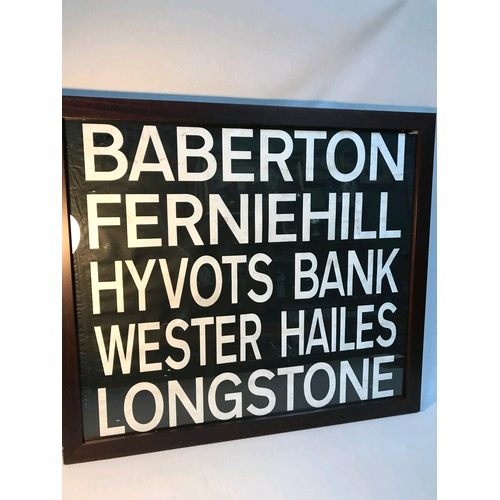 BABERTON
FERNIEHILL
HYVOTS BANK
WESTER HAILES
LONGSTONE